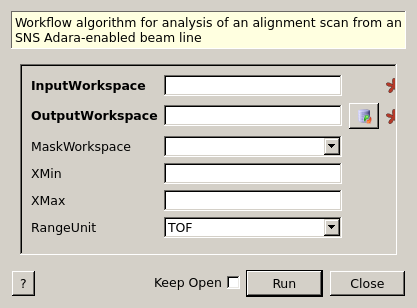 Workflow algorithm for analysis of an alignment scan from an
SNS Adara-enabled beam line
InputWorkspace
OutputWorkspace
MaskWorkspace
XMin
XMax
RangeUnit TOF
? Keep Open Run Close